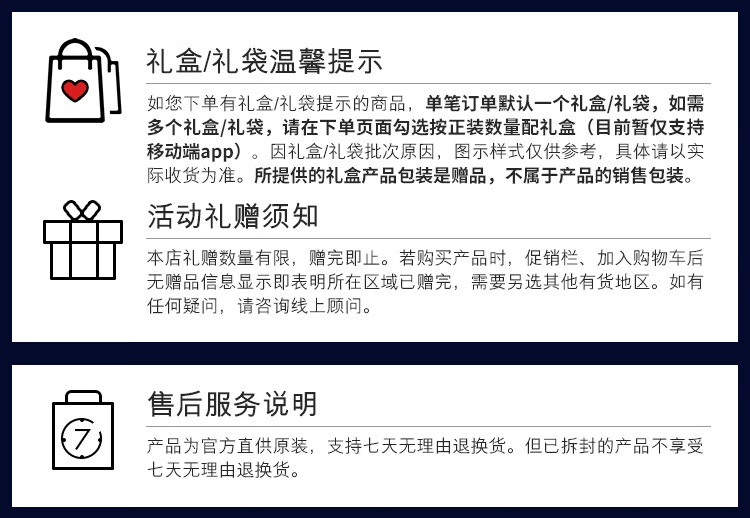 礼盒/礼袋温馨提示
如您下单有礼盒/礼袋提示的商品，单笔订单默认一个礼盒/礼袋，如需
多个礼盒/礼袋，请在下单页面勾选按正装数量配礼盒（目前暂仅支持
移动端app）。因礼盒/礼袋批次原因，图示样式仅供参考，具体请以实
际收货为准。所提供的礼盒产品包装是赠品，不属于产品的销售包装。
活动礼赠须知
本店礼赠数量有限，赠完即止。若购买产品时，促销栏、加入购物车后
无赠品信息显示即表明所在区域已赠完，需要另选其他有货地区。如有
任何疑问，请咨询线上顾问。
售后服务说明
7
产品为官方直供原装，支持七天无理由退换货。但已拆封的产品不享受
七天无理由退换货。